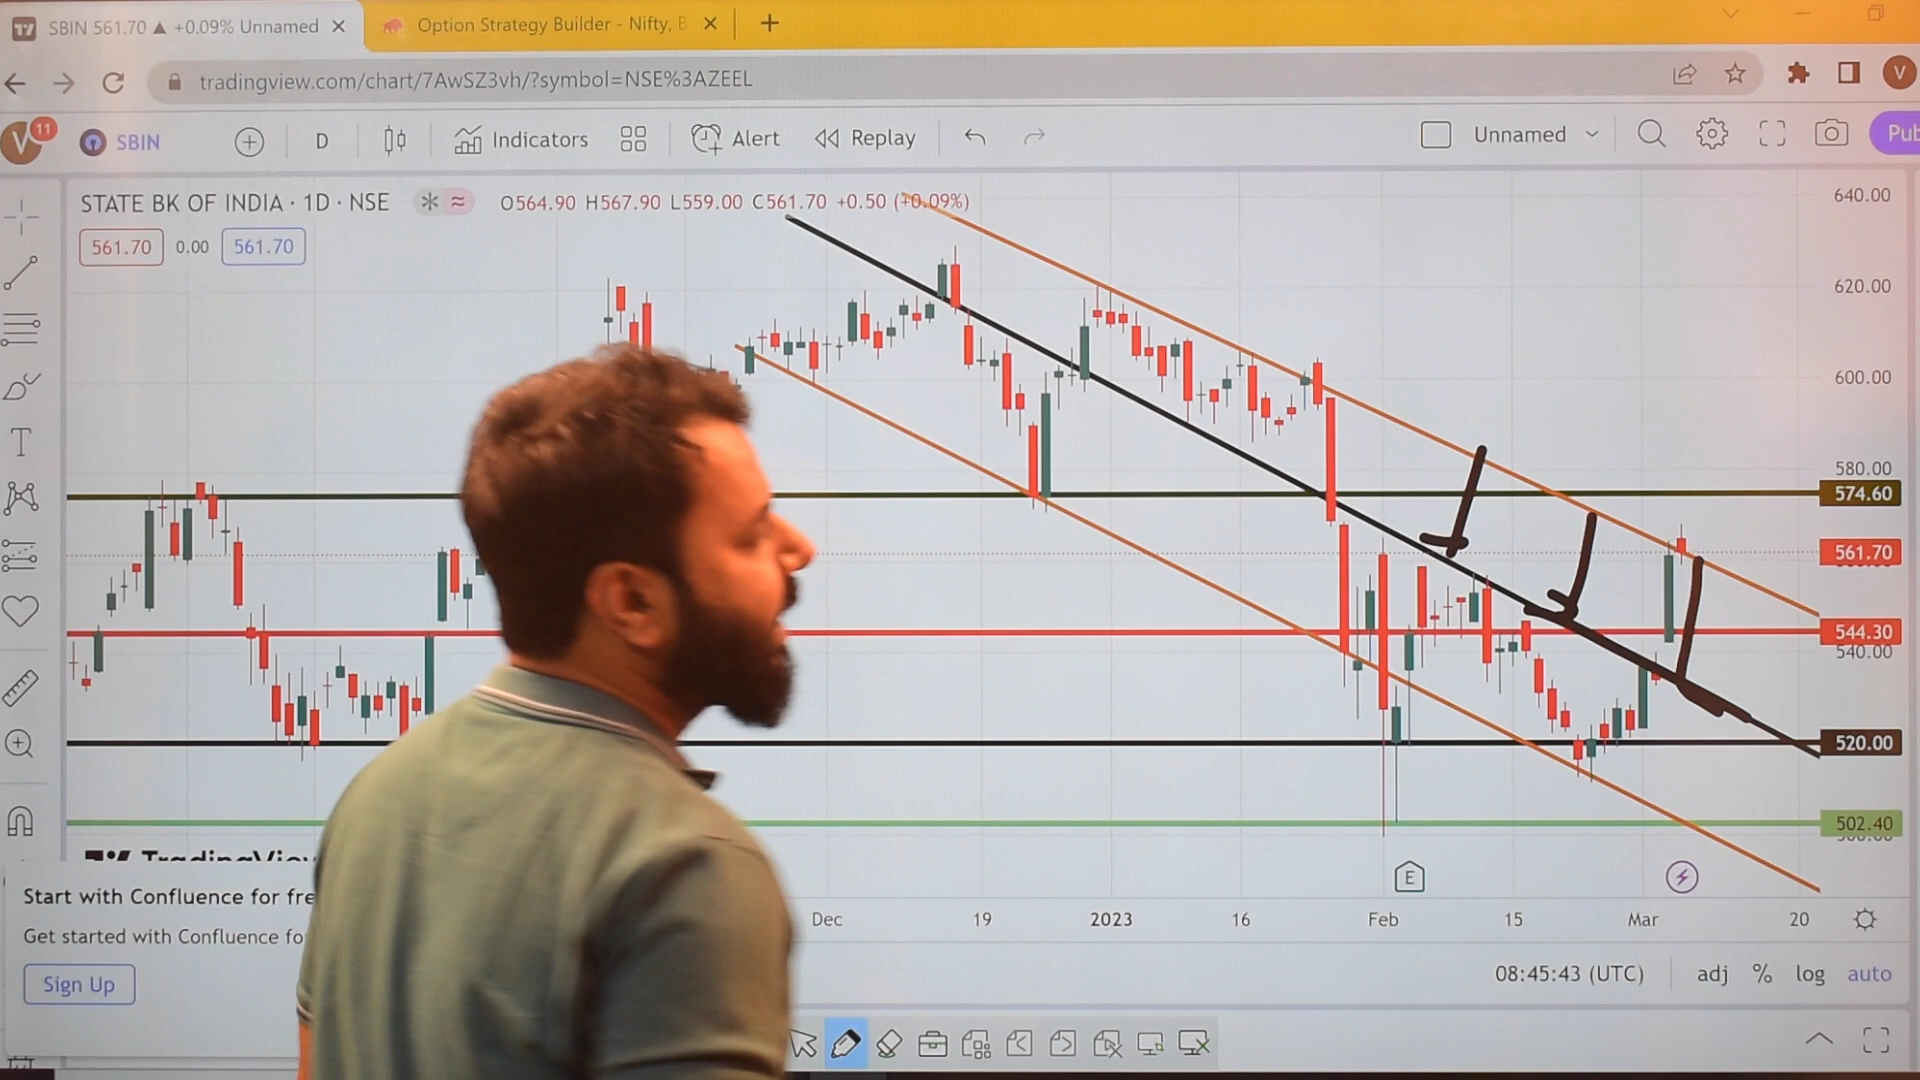 SBIN 561.70 ▲ +0.09% Unnamed
Option Strategy Builder - Nifty, B
tradingview.com/chart/7AwSZ3vh/?symbol=NSE%3AZEEL
V
V
11
SBIN
D
Indicators
Alert
Replay
Unnamed
Pub
STATE BK OF INDIA · 1D · NSE
O564.90 H567.90 L559.00 C561.70 +0.50 (+0.09%)
561.70
0.00
561.70
640.00
620.00
600.00
580.00
574.60
561.70
544.30
540.00
520.00
502.40
TradingView
E
Start with Confluence for fre
Get started with Confluence fo
Sign Up
Dec
19
2023
16
Feb
15
Mar
20
08:45:43 (UTC)
adj
%
log
auto